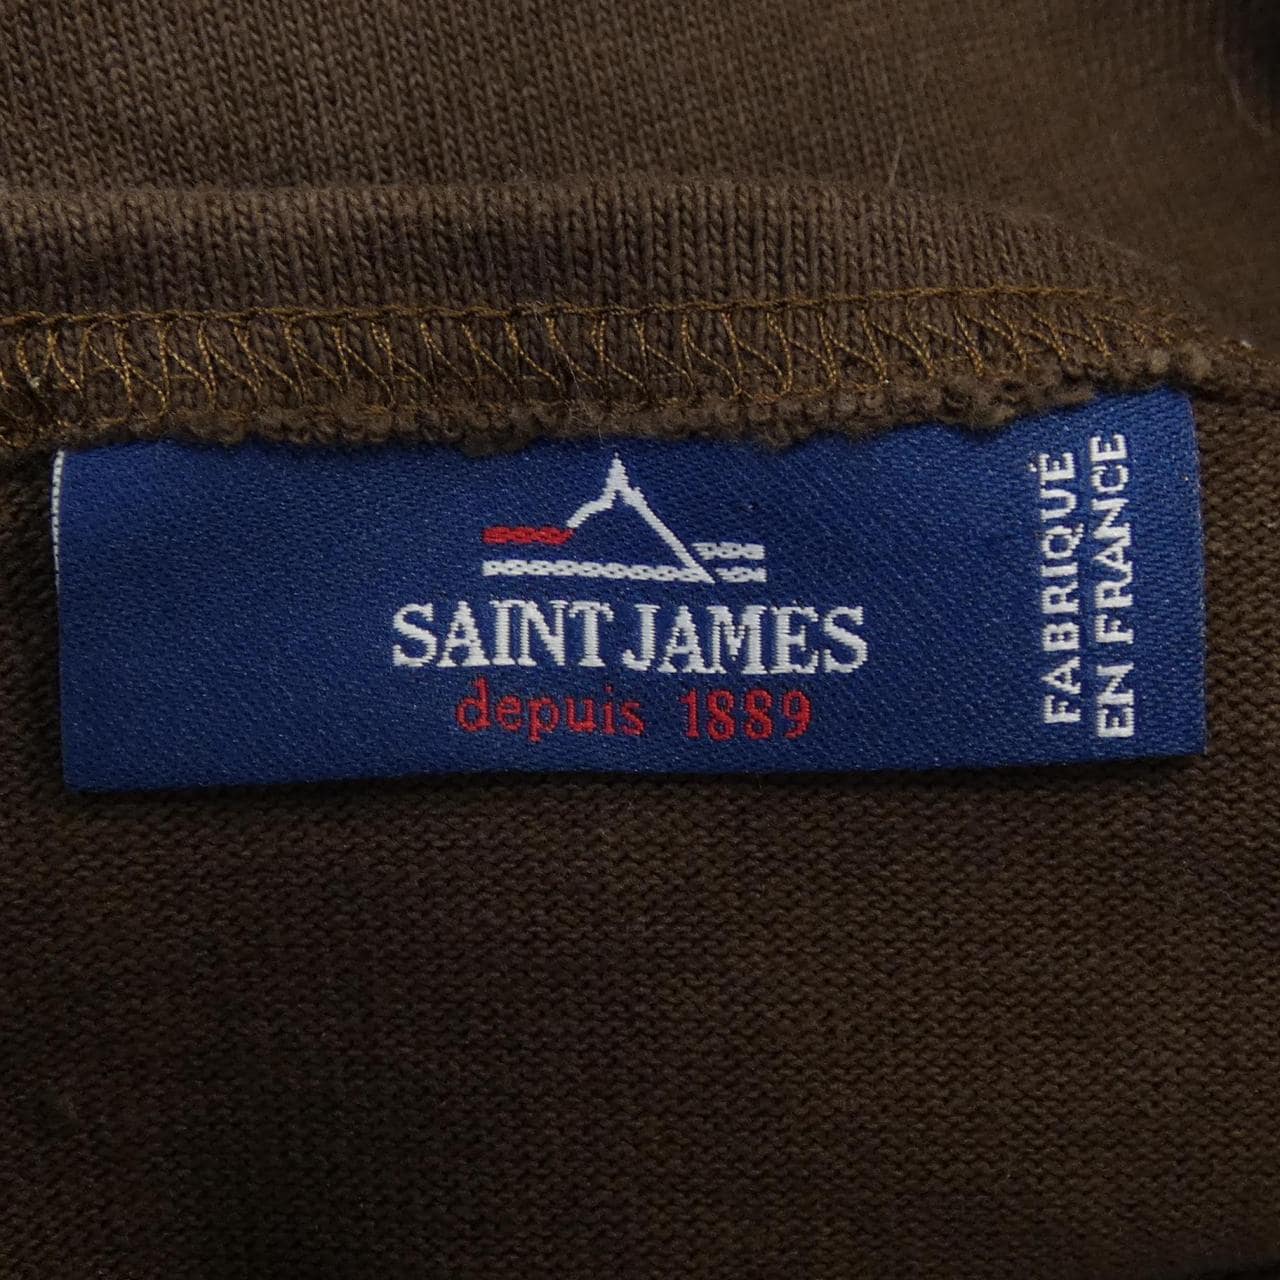 SAINT JAMES
depuis 1889
FABRIQUÉ
EN FRANCE